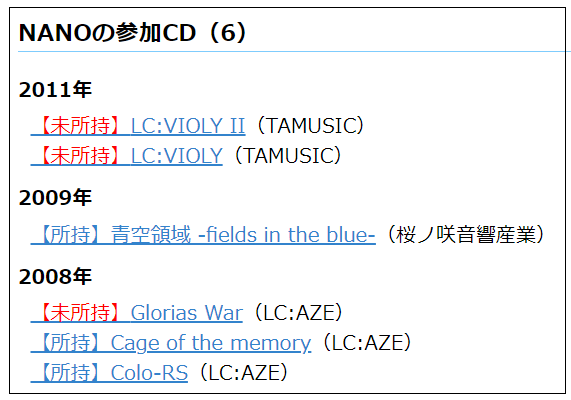 NANOの参加CD（6）
2011年
【未所持】LC:VIOLY II（TAMUSIC）
【未所持】LC:VIOLY（TAMUSIC）
2009年
【所持】青空領域 -fields in the blue-（桜ノ咲音響産業）
2008年
【未所持】Glorias War（LC:AZE）
【所持】Cage of the memory（LC:AZE）
【所持】Colo-RS（LC:AZE）